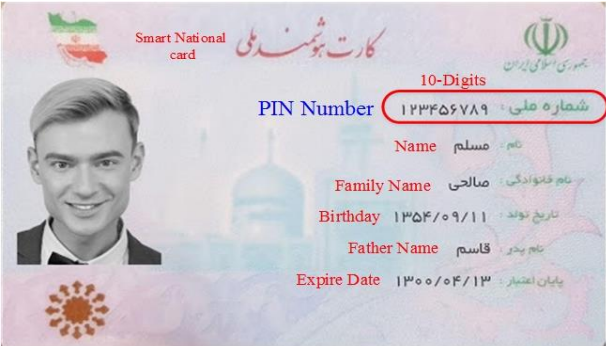 Smart National
card
کارت هوشمند ملی
جمهوری اسلامی ایران
10-Digits
PIN Number شماره ملی : ۱۲۳۴۵۶۷۸۹
Name نام : مسلم
Family Name نام خانوادگی : صالحی
Birthday تاریخ تولد : ۱۳۵۴/۰۹/۱۱
Father Name نام پدر : قاسم
Expire Date پایان اعتبار : ۱۳۰۰/۰۴/۱۳